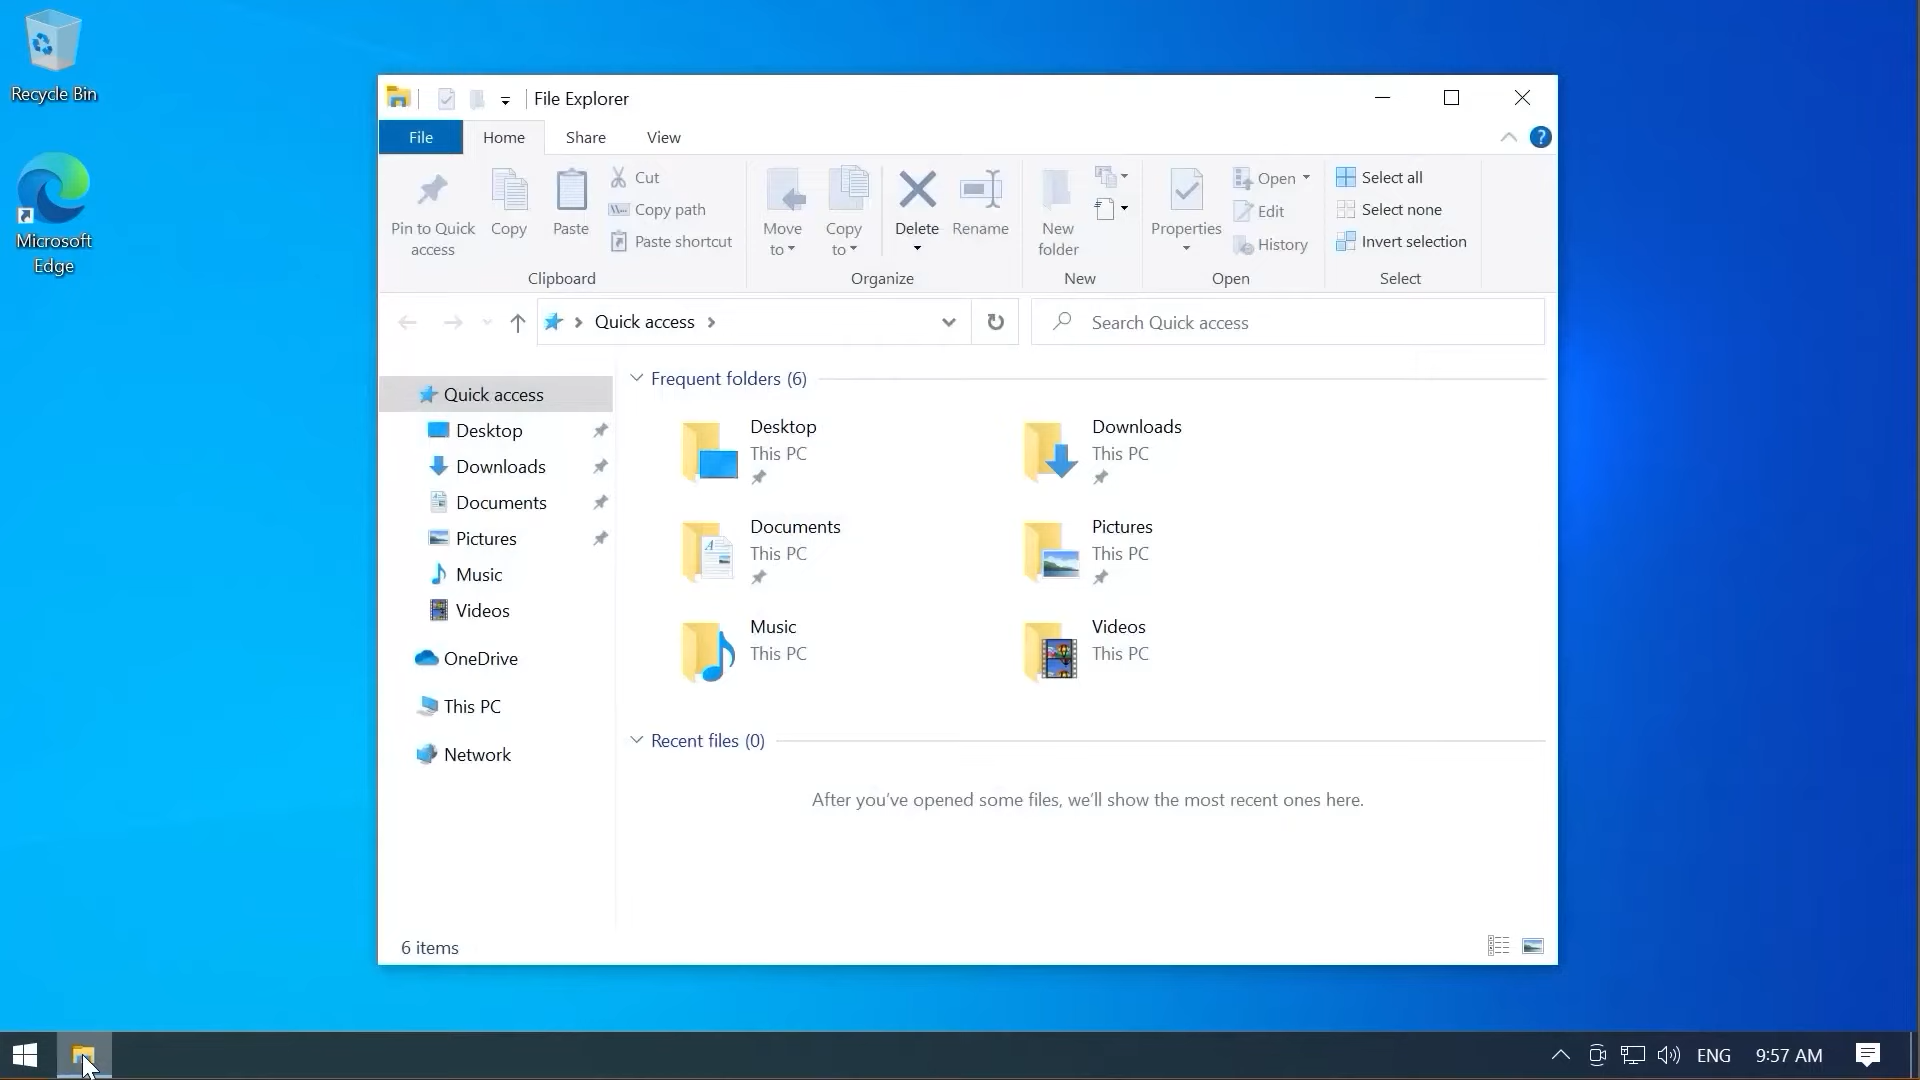 Recycle Bin
Microsoft
Edge
File Explorer
File
Home
Share
View
Pin to Quick
access
Copy
Paste
Cut
Copy path
Paste shortcut
Clipboard
Move
to
Copy
to
Delete
Rename
Organize
New
folder
New
Properties
Open
Edit
History
Open
Select all
Select none
Invert selection
Select
Quick access
Search Quick access
Quick access
Desktop
Downloads
Documents
Pictures
Music
Videos
OneDrive
This PC
Network
Frequent folders (6)
Desktop
This PC
Downloads
This PC
Documents
This PC
Pictures
This PC
Music
This PC
Videos
This PC
Recent files (0)
After you've opened some files, we'll show the most recent ones here.
6 items
ENG
9:57 AM